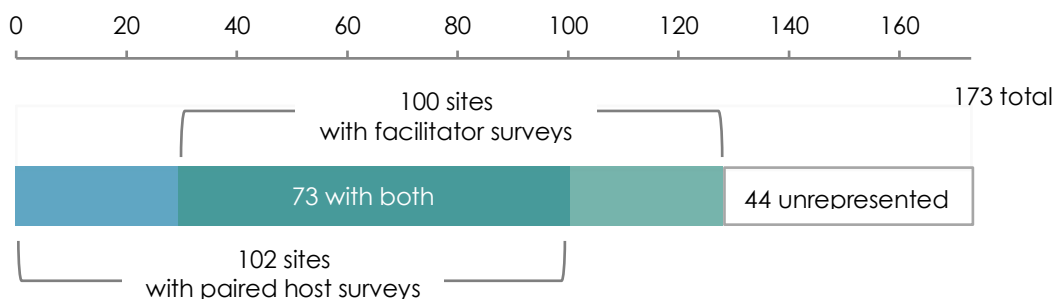 0 20 40 60 80 100 120 140 160
173 total
100 sites
with facilitator surveys
73 with both
44 unrepresented
102 sites
with paired host surveys